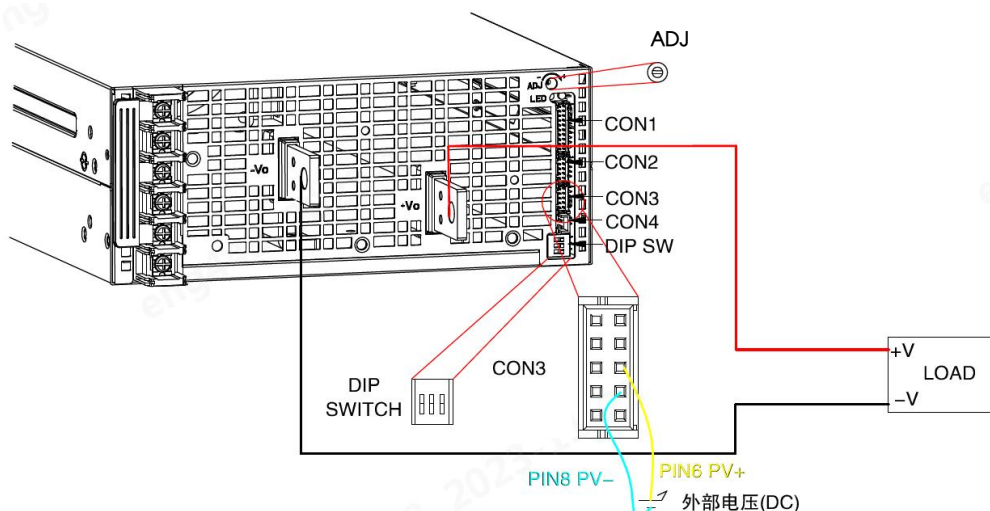 ADJ
- +
ADJ
LED
CON1
CON2
-Vo
CON3
+Vo
CON4
DIP SW
CON3
DIP
SWITCH
+V
LOAD
-V
PIN8 PV-
PIN6 PV+
外部电压(DC)